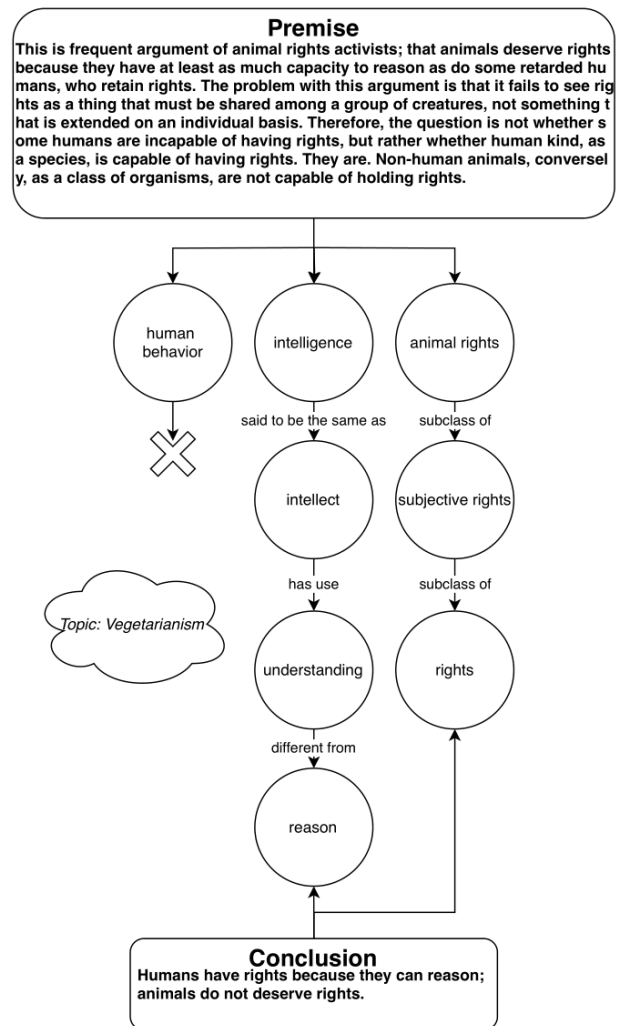 Premise
This is frequent argument of animal rights activists; that animals deserve rights
because they have at least as much capacity to reason as do some retarded hu
mans, who retain rights. The problem with this argument is that it fails to see rig
hts as a thing that must be shared among a group of creatures, not something t
hat is extended on an individual basis. Therefore, the question is not whether s
ome humans are incapable of having rights, but rather whether human kind, as
a species, is capable of having rights. They are. Non-human animals, conversel
y, as a class of organisms, are not capable of holding rights.
human
behavior
intelligence
animal rights
said to be the same as
subclass of
intellect
subjective rights
has use
subclass of
Topic: Vegetarianism
understanding
rights
different from
reason
Conclusion
Humans have rights because they can reason;
animals do not deserve rights.